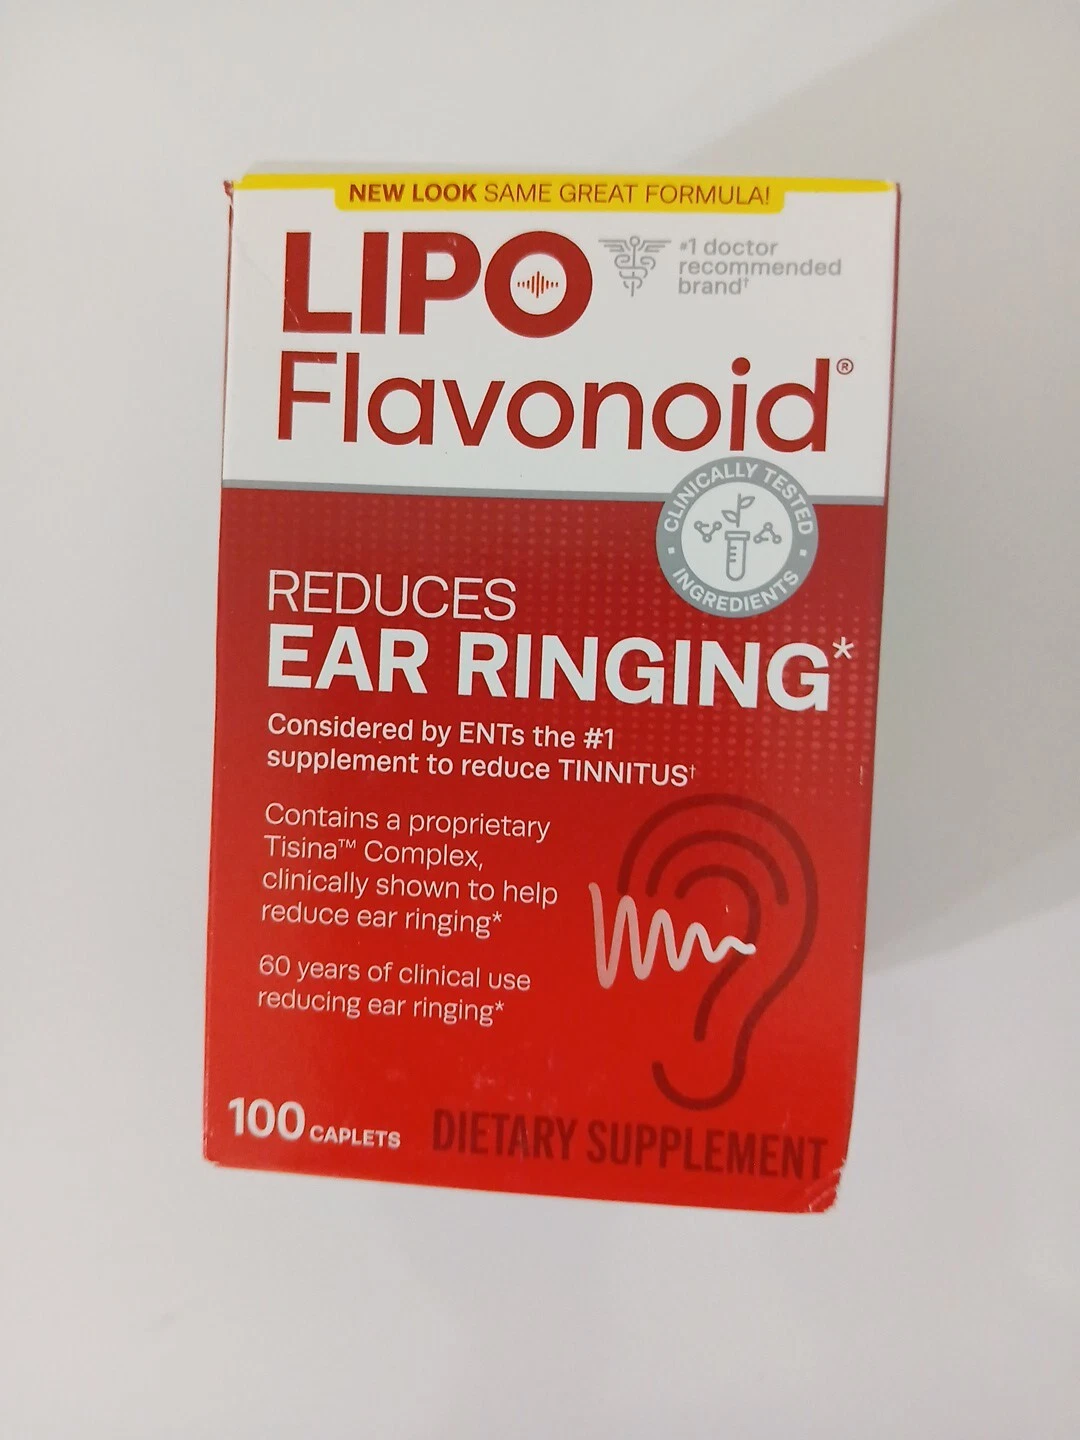 NEW LOOK SAME GREAT FORMULA!
LIPO
Flavonoid®
#1 doctor
recommended
brand†
CLINICALLY TESTED
INGREDIENTS
REDUCES
EAR RINGING*
Considered by ENTs the #1
supplement to reduce TINNITUS†
Contains a proprietary
Tisina™ Complex,
clinically shown to help
reduce ear ringing*
60 years of clinical use
reducing ear ringing*
100 CAPLETS
DIETARY SUPPLEMENT